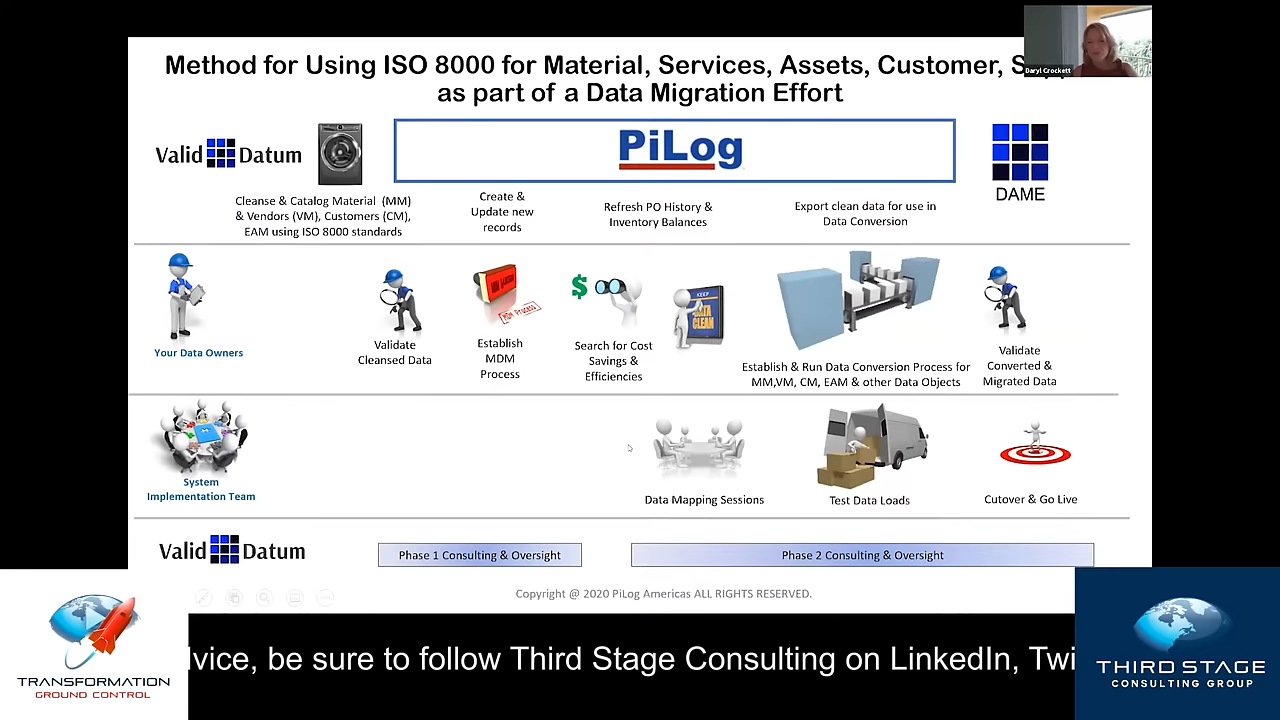 Method for Using ISO 8000 for Material, Services, Assets, Customer,
as part of a Data Migration Effort
Daryl Crockett
Valid Datum
PiLog
DAME
Cleanse & Catalog Material (MM)
& Vendors (VM), Customers (CM),
EAM using ISO 8000 standards
Create &
Update new
records
Refresh PO History &
Inventory Balances
Export clean data for use in
Data Conversion
Your Data Owners
Validate
Cleansed Data
MDM Process
Establish
MDM
Process
$
Search for Cost
Savings &
Efficiencies
KEEP
DATA
CLEAN
Establish & Run Data Conversion Process for
MM,VM, CM, EAM & other Data Objects
Validate
Converted &
Migrated Data
System
Implementation Team
Data Mapping Sessions
Test Data Loads
Cutover & Go Live
Valid Datum
Phase 1 Consulting & Oversight
Phase 2 Consulting & Oversight
Copyright @ 2020 PiLog Americas ALL RIGHTS RESERVED.
TRANSFORMATION
GROUND CONTROL
be sure to follow Third Stage Consulting on LinkedIn,
THIRD STAGE
CONSULTING GROUP